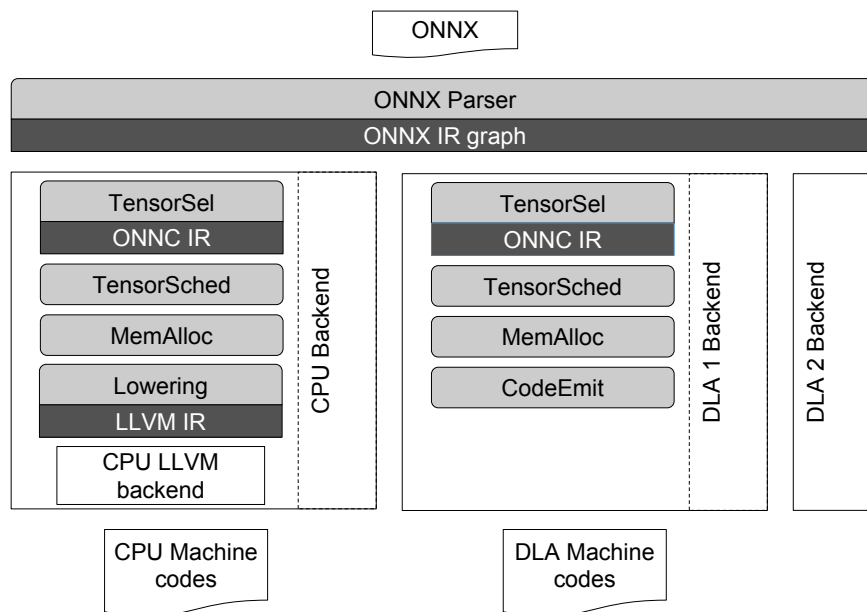 ONNX
ONNX Parser
ONNX IR graph
TensorSel
ONNC IR
TensorSched
MemAlloc
Lowering
LLVM IR
CPU LLVM
backend
CPU Backend
TensorSel
ONNC IR
TensorSched
MemAlloc
CodeEmit
DLA 1 Backend
DLA 2 Backend
CPU Machine
codes
DLA Machine
codes